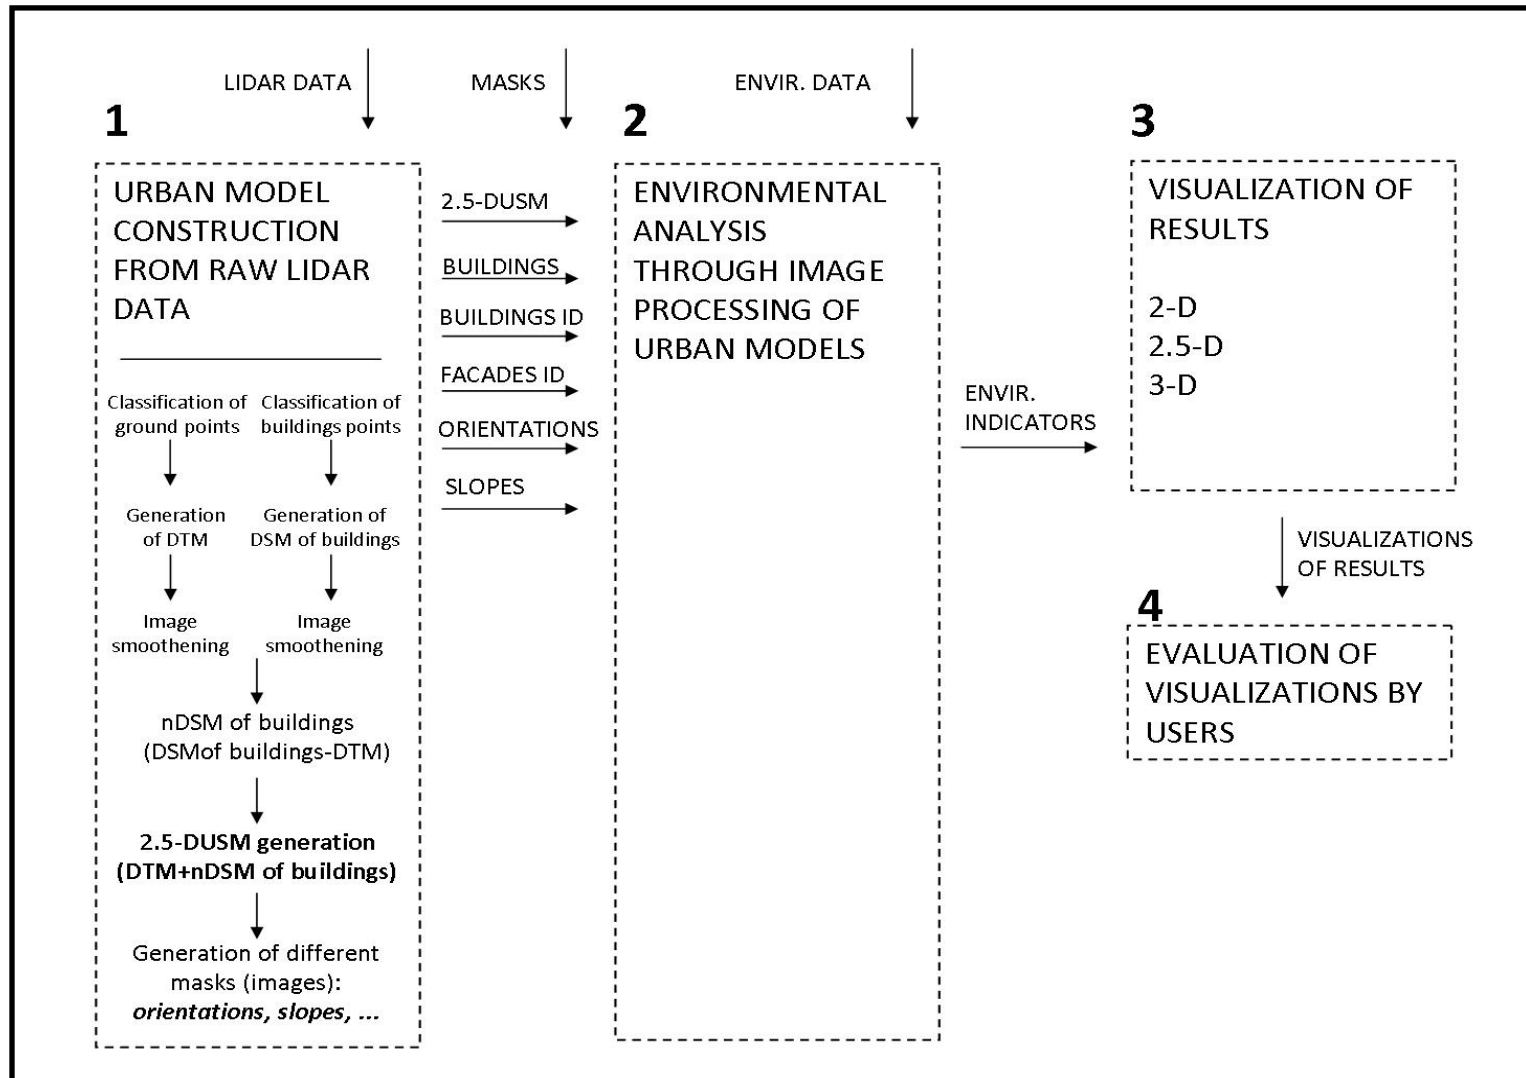 LIDAR DATA
MASKS
ENVIR. DATA
1
URBAN MODEL
CONSTRUCTION
FROM RAW LIDAR
DATA
Classification of
ground points
Classification of
buildings points
Generation
of DTM
Generation of
DSM of buildings
Image
smoothening
Image
smoothening
nDSM of buildings
(DSMof buildings-DTM)
2.5-DUSM generation
(DTM+nDSM of buildings)
Generation of different
masks (images):
orientations, slopes, ...
2.5-DUSM
BUILDINGS
BUILDINGS ID
FACADES ID
ORIENTATIONS
SLOPES
2
ENVIRONMENTAL
ANALYSIS
THROUGH IMAGE
PROCESSING OF
URBAN MODELS
ENVIR.
INDICATORS
3
VISUALIZATION OF
RESULTS
2-D
2.5-D
3-D
VISUALIZATIONS
OF RESULTS
4
EVALUATION OF
VISUALIZATIONS BY
USERS